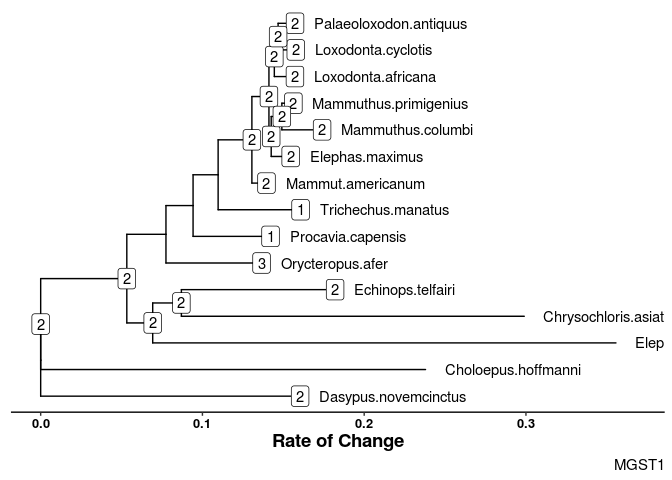 2 Palaeoloxodon.antiquus
2
2 Loxodonta.cyclotis
2
2 Loxodonta.africana
2
2 Mammuthus.primigenius
2
2 Mammuthus.columbi
2
2
2 Elephas.maximus
2 Mammut.americanum
1 Trichechus.manatus
1 Procavia.capensis
3 Orycteropus.afer
2
2 Echinops.telfairi
2
Chrysochloris.asiat
2
2
Elep
Choloepus.hoffmanni
2 Dasypus.novemcinctus
0.0 0.1 0.2 0.3
Rate of Change
MGST1